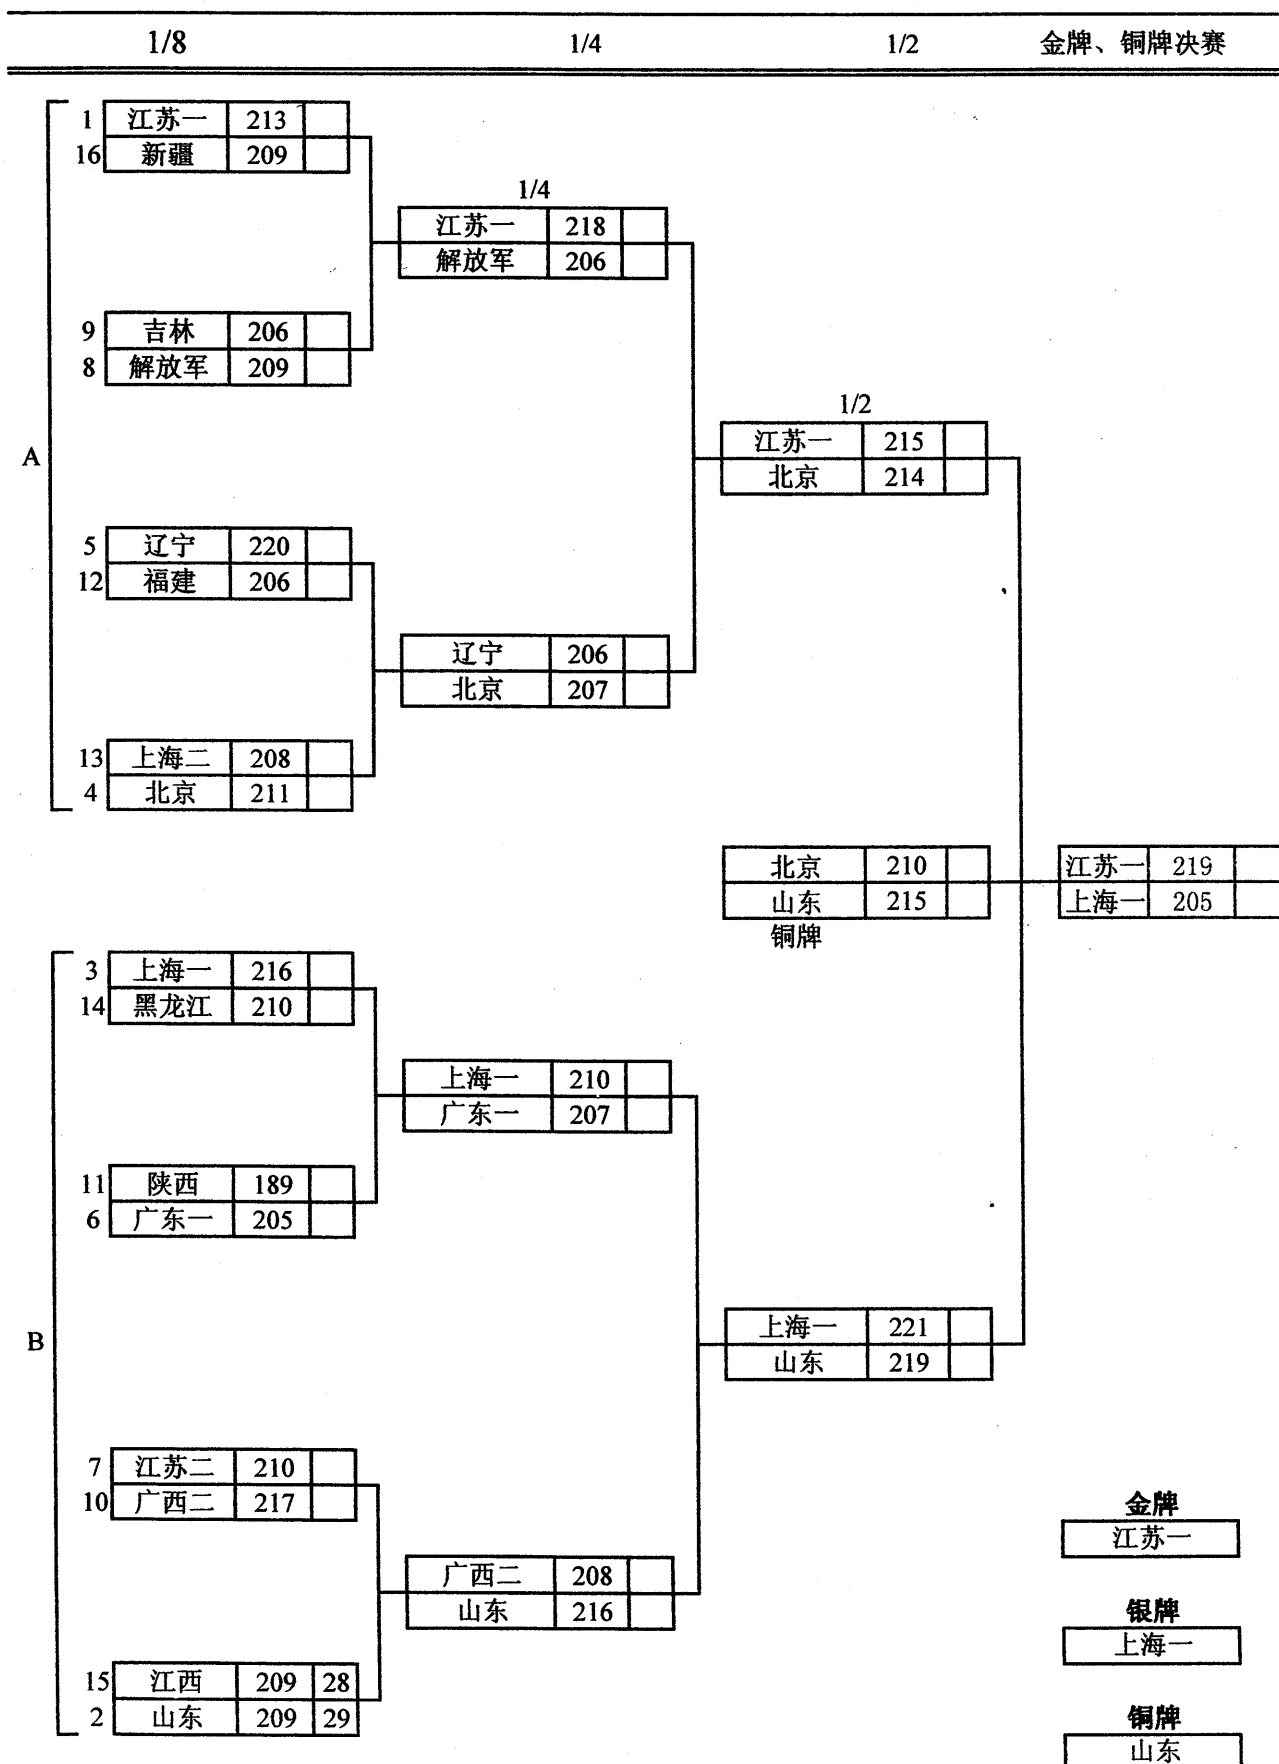 1/8 1/4 1/2 金牌、铜牌决赛
1 江苏一 213
16 新疆 209
1/4
江苏一 218
解放军 206
9 吉林 206
8 解放军 209
1/2
江苏一 215
北京 214
A
5 辽宁 220
12 福建 206
辽宁 206
北京 207
13 上海二 208
4 北京 211
北京 210 江苏一 219
山东 215 上海一 205
铜牌
3 上海一 216
14 黑龙江 210
上海一 210
广东一 207
11 陕西 189
6 广东一 205
B
上海一 221
山东 219
7 江苏二 210
10 广西二 217
金牌
江苏一
广西二 208
山东 216
银牌
上海一
15 江西 209 28
2 山东 209 29
铜牌
山东